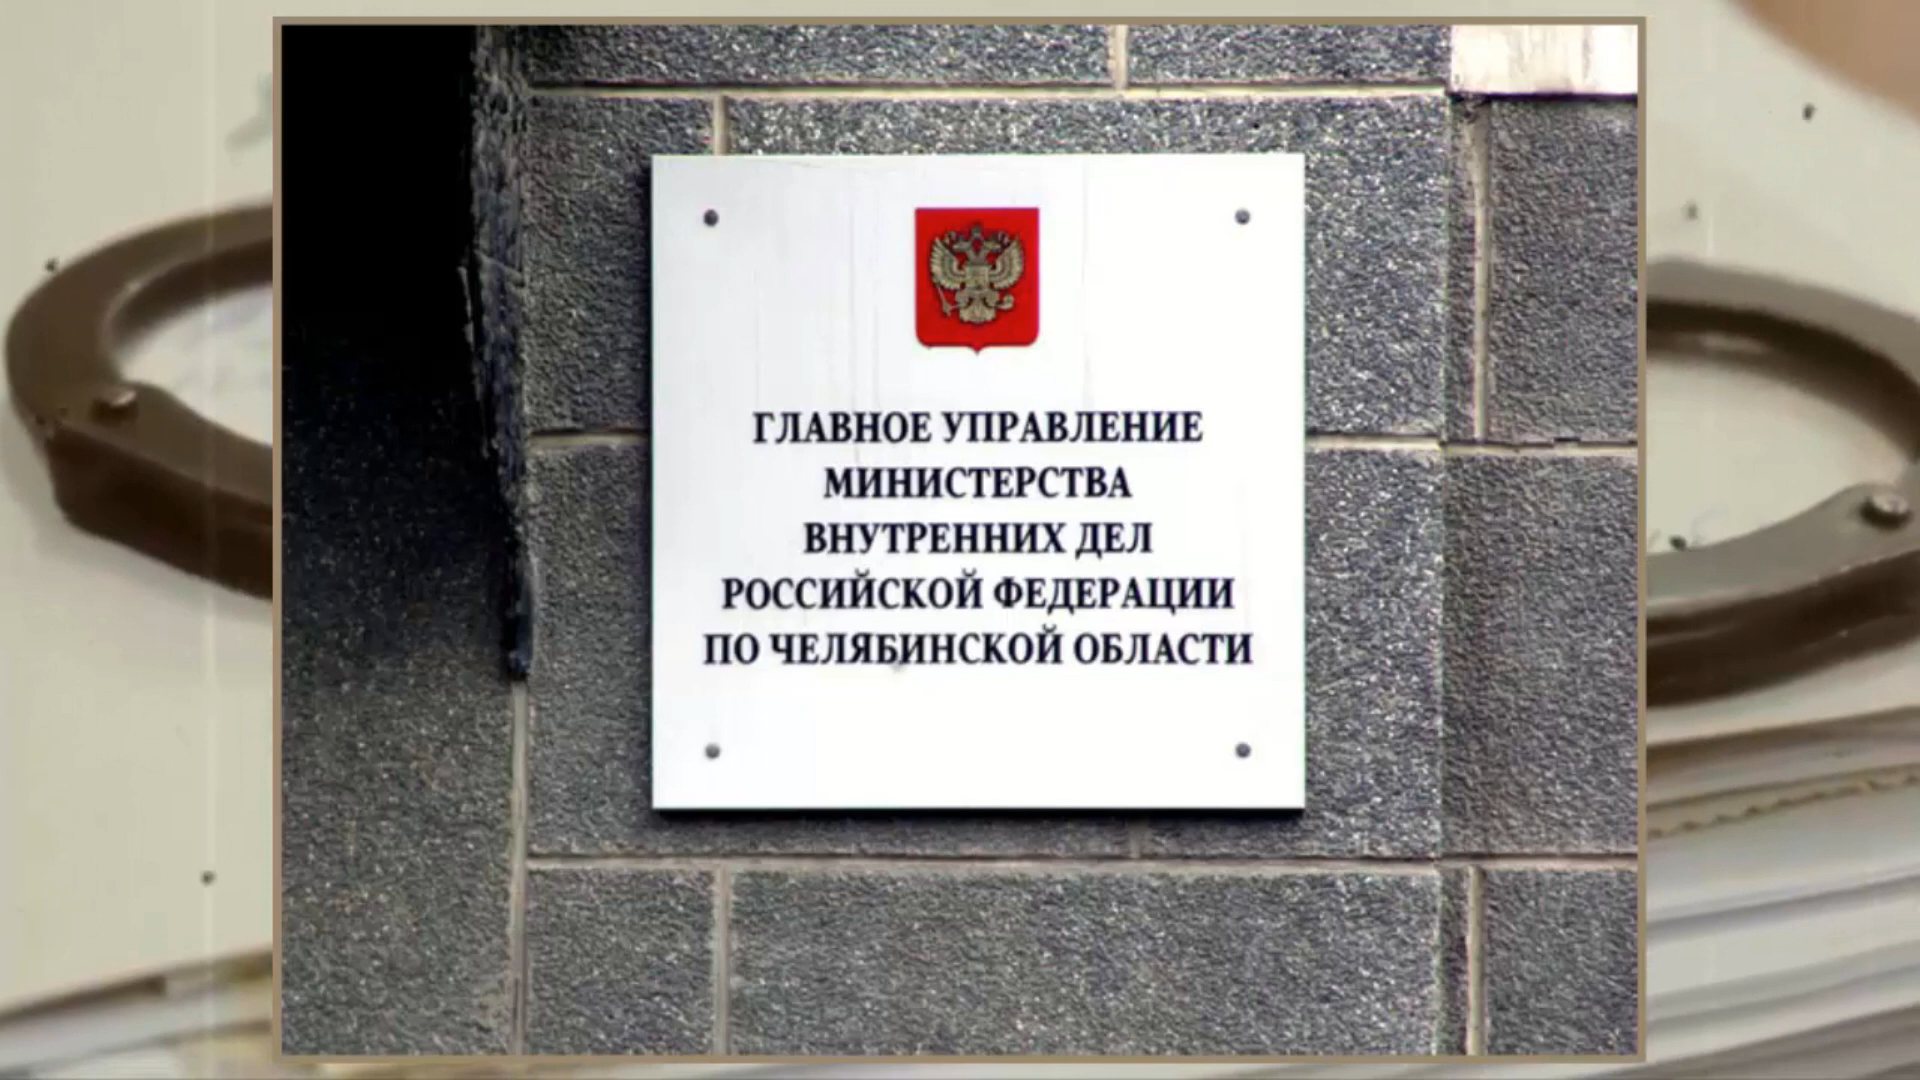 ГЛАВНОЕ УПРАВЛЕНИЕ
МИНИСТЕРСТВА
ВНУТРЕННИХ ДЕЛ
РОССИЙСКОЙ ФЕДЕРАЦИИ
ПО ЧЕЛЯБИНСКОЙ ОБЛАСТИ